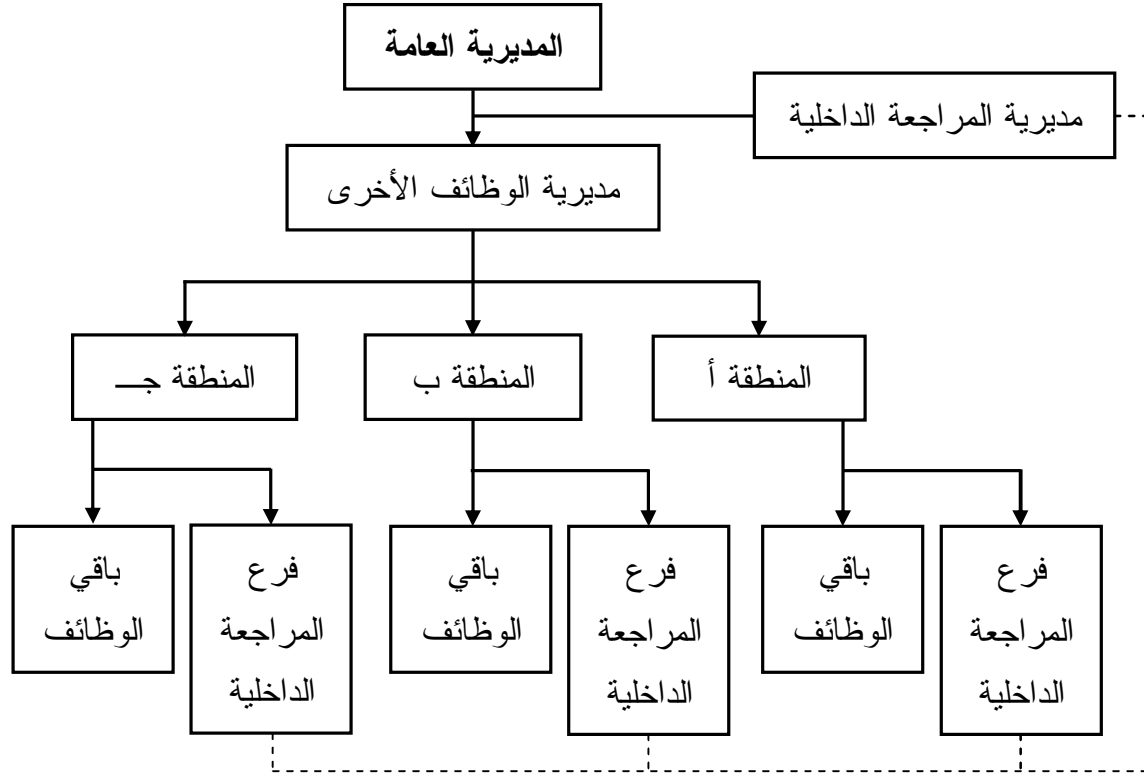 المديرية العامة
مديرية المراجعة الداخلية
مديرية الوظائف الأخرى
المنطقة أ
المنطقة ب
المنطقة جـ
فرع
المراجعة
الداخلية
باقي
الوظائف
فرع
المراجعة
الداخلية
باقي
الوظائف
فرع
المراجعة
الداخلية
باقي
الوظائف